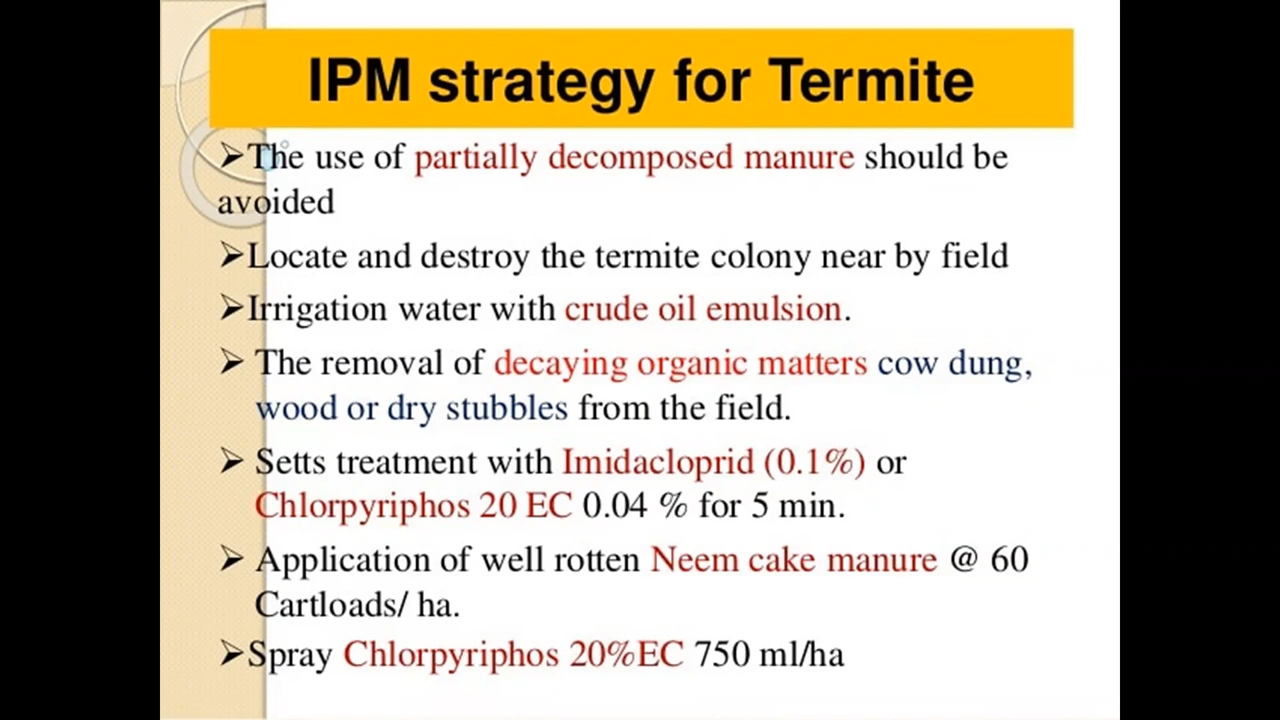 IPM strategy for Termite
➢The use of partially decomposed manure should be
avoided
➢Locate and destroy the termite colony near by field
➢Irrigation water with crude oil emulsion.
➢ The removal of decaying organic matters cow dung,
wood or dry stubbles from the field.
➢ Setts treatment with Imidacloprid (0.1%) or
Chlorpyriphos 20 EC 0.04 % for 5 min.
➢ Application of well rotten Neem cake manure @ 60
Cartloads/ ha.
➢Spray Chlorpyriphos 20%EC 750 ml/ha